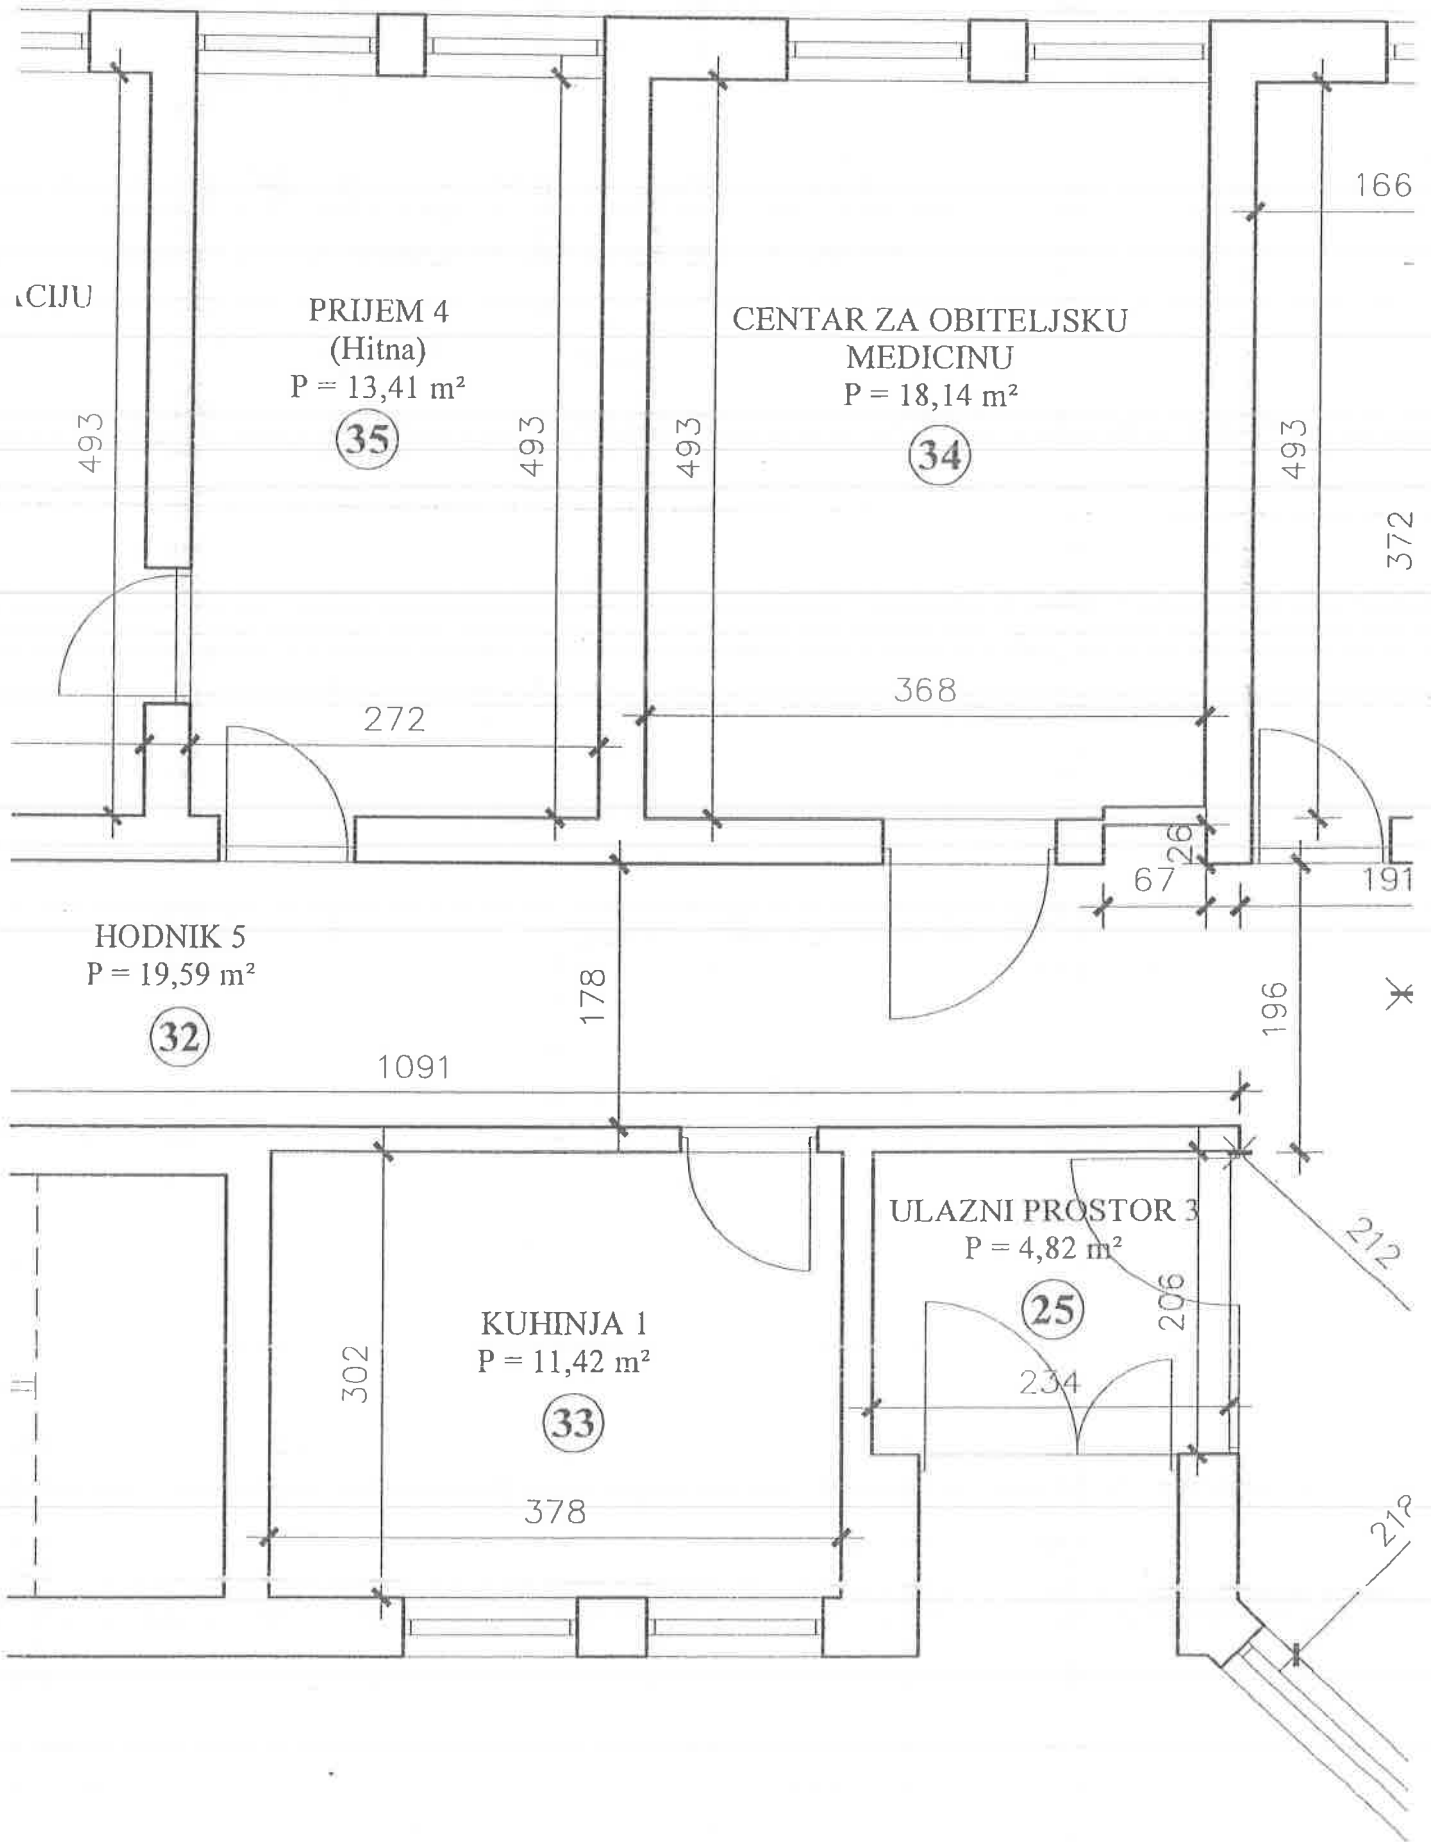 166
CIJU
PRIJEM 4
(Hitna)
P = 13,41 m²
35
CENTAR ZA OBITELJSKU
MEDICINU
P = 18,14 m²
34
493
493
493
493
372
272
368
26
67
191
HODNIK 5
P = 19,59 m²
32
178
196
1091
ULAZNI PROSTOR 3
P = 4,82 m²
25
206
212
234
KUHINJA 1
P = 11,42 m²
33
302
378